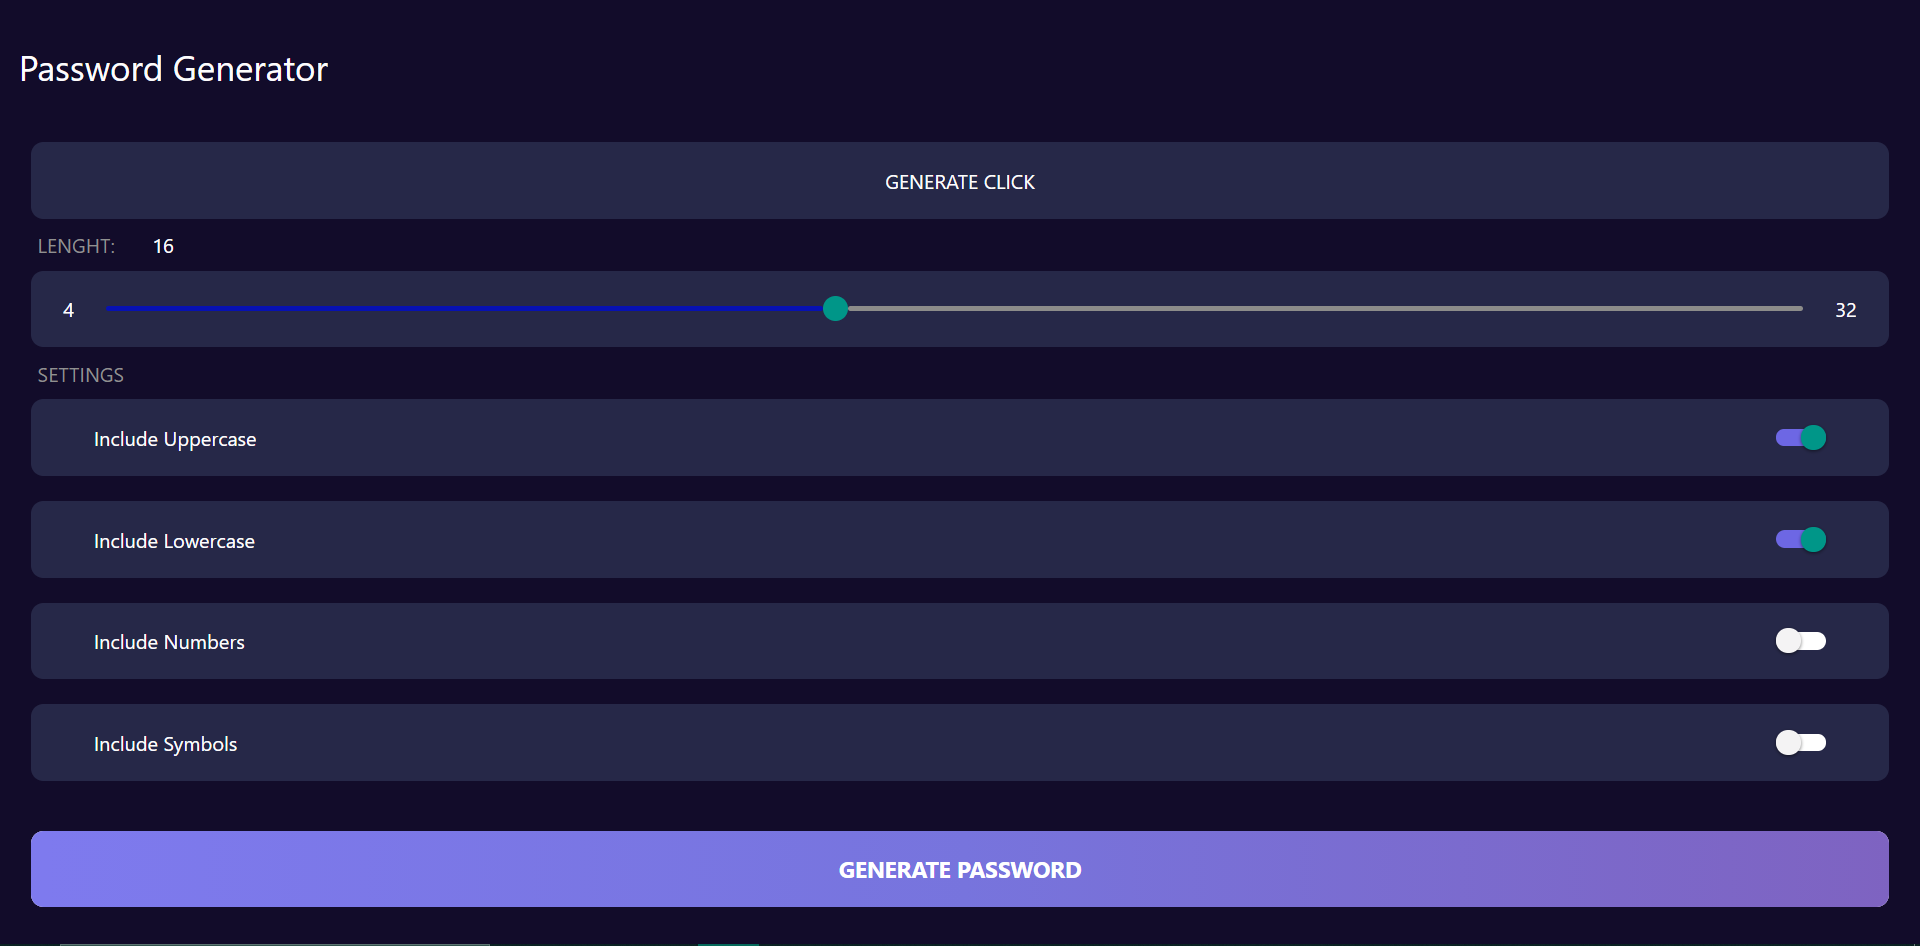 Password Generator
GENERATE CLICK
LENGHT: 16
4 32
SETTINGS
Include Uppercase
Include Lowercase
Include Numbers
Include Symbols
GENERATE PASSWORD